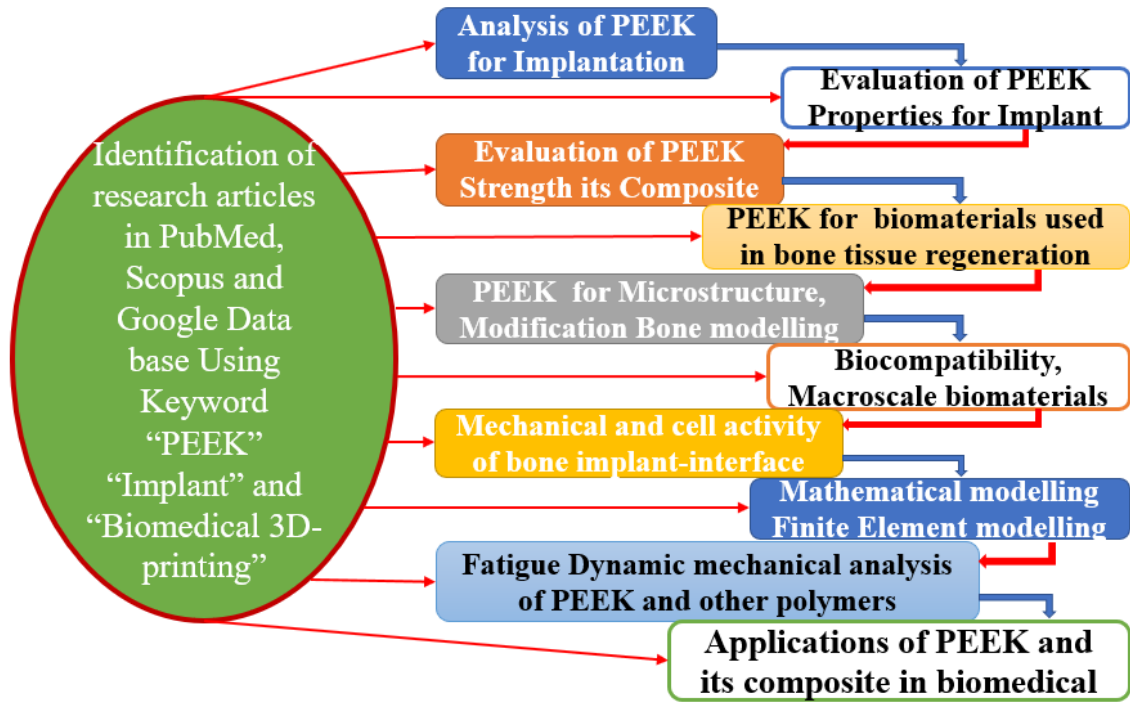 Identification of
research articles
in PubMed,
Scopus and
Google Data
base Using
Keyword
“PEEK”
“Implant” and
“Biomedical 3D-
printing”
Analysis of PEEK
for Implantation
Evaluation of PEEK
Properties for Implant
Evaluation of PEEK
Strength its Composite
PEEK for biomaterials used
in bone tissue regeneration
PEEK for Microstructure,
Modification Bone modelling
Biocompatibility,
Macroscale biomaterials
Mechanical and cell activity
of bone implant-interface
Mathematical modelling
Finite Element modelling
Fatigue Dynamic mechanical analysis
of PEEK and other polymers
Applications of PEEK and
its composite in biomedical